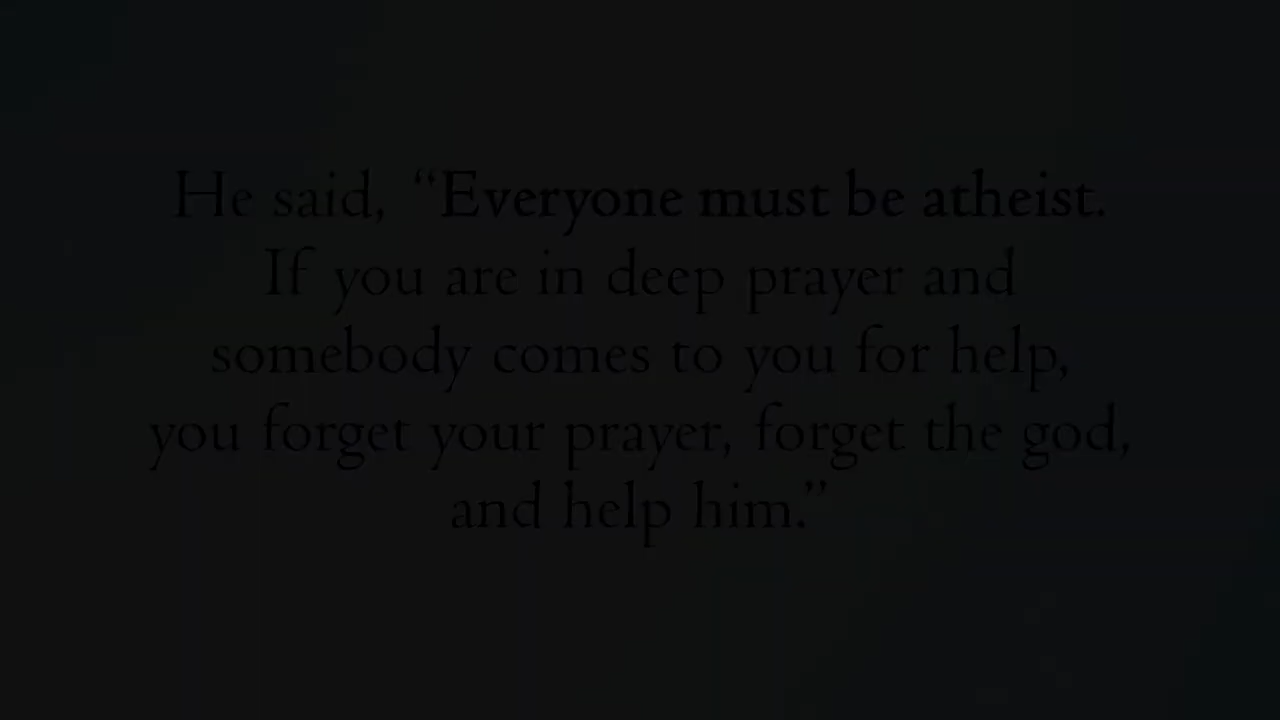 He said, “Everyone must be atheist.
If you are in deep prayer and
somebody comes to you for help,
you forget your prayer, forget the god,
and help him.”